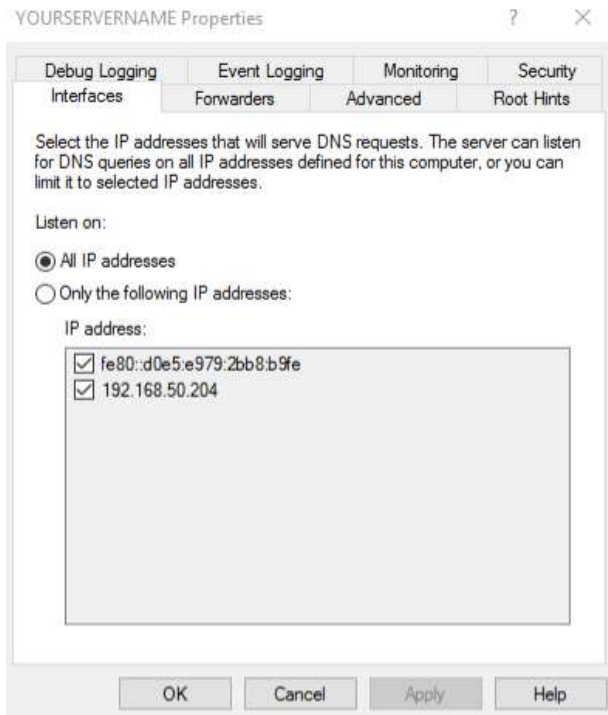 YOURSERVERNAME Properties ? ×
Debug Logging Event Logging Monitoring Security
Interfaces Forwarders Advanced Root Hints
Select the IP addresses that will serve DNS requests. The server can listen
for DNS queries on all IP addresses defined for this computer, or you can
limit it to selected IP addresses.
Listen on:
All IP addresses
Only the following IP addresses:
IP address:
fe80::d0e5:e979:2bb8:b9fe
192.168.50.204
OK Cancel Apply Help